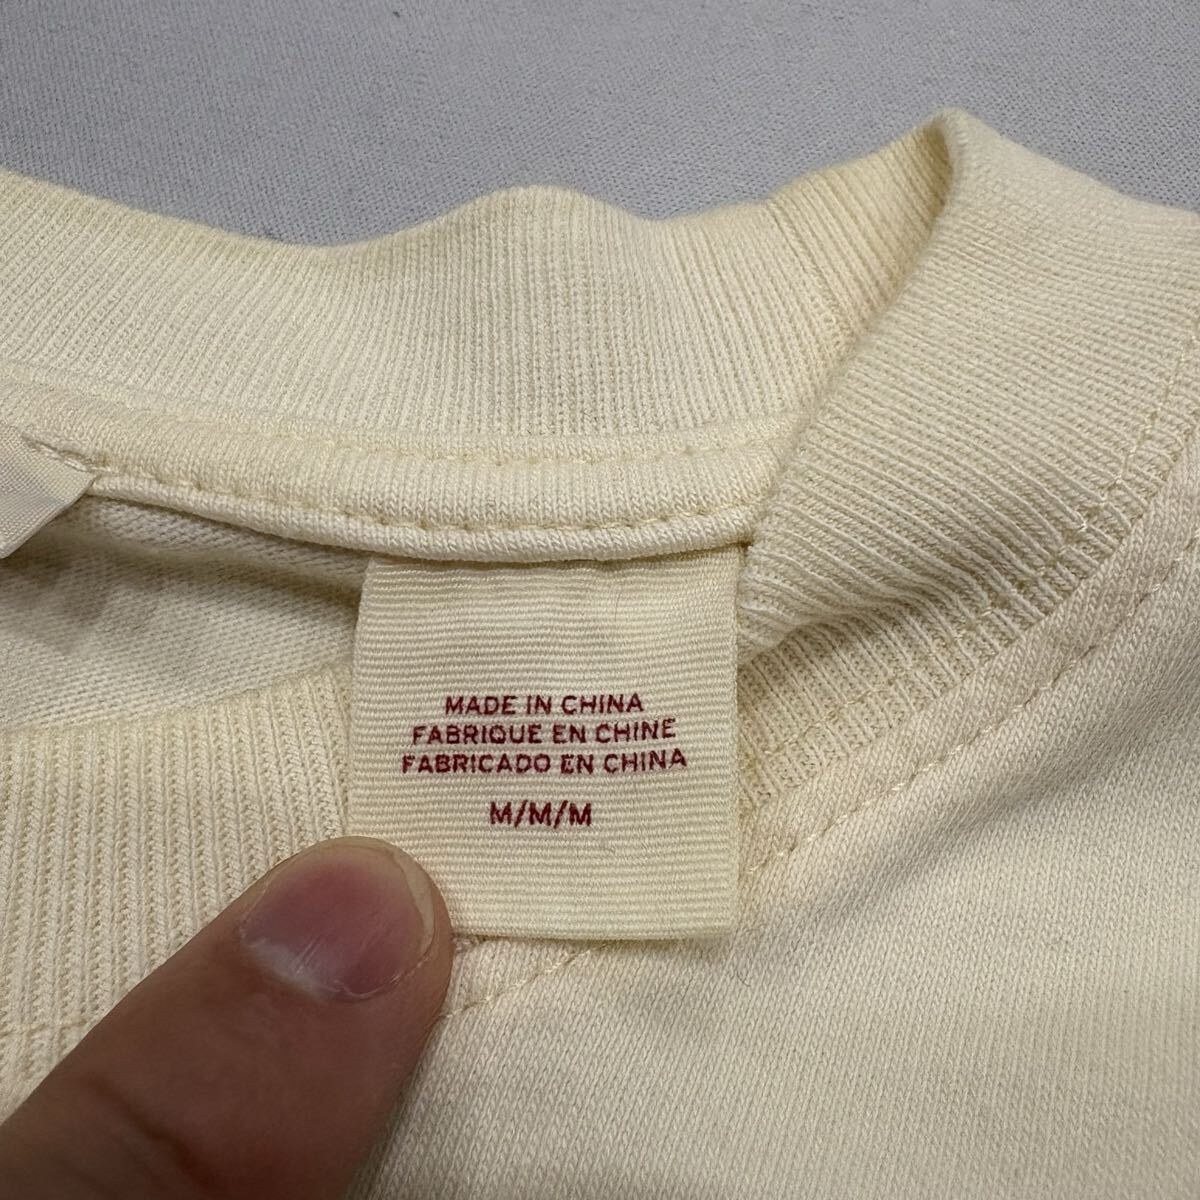 MADE IN CHINA
FABRIQUE EN CHINE
FABRICADO EN CHINA
M/M/M